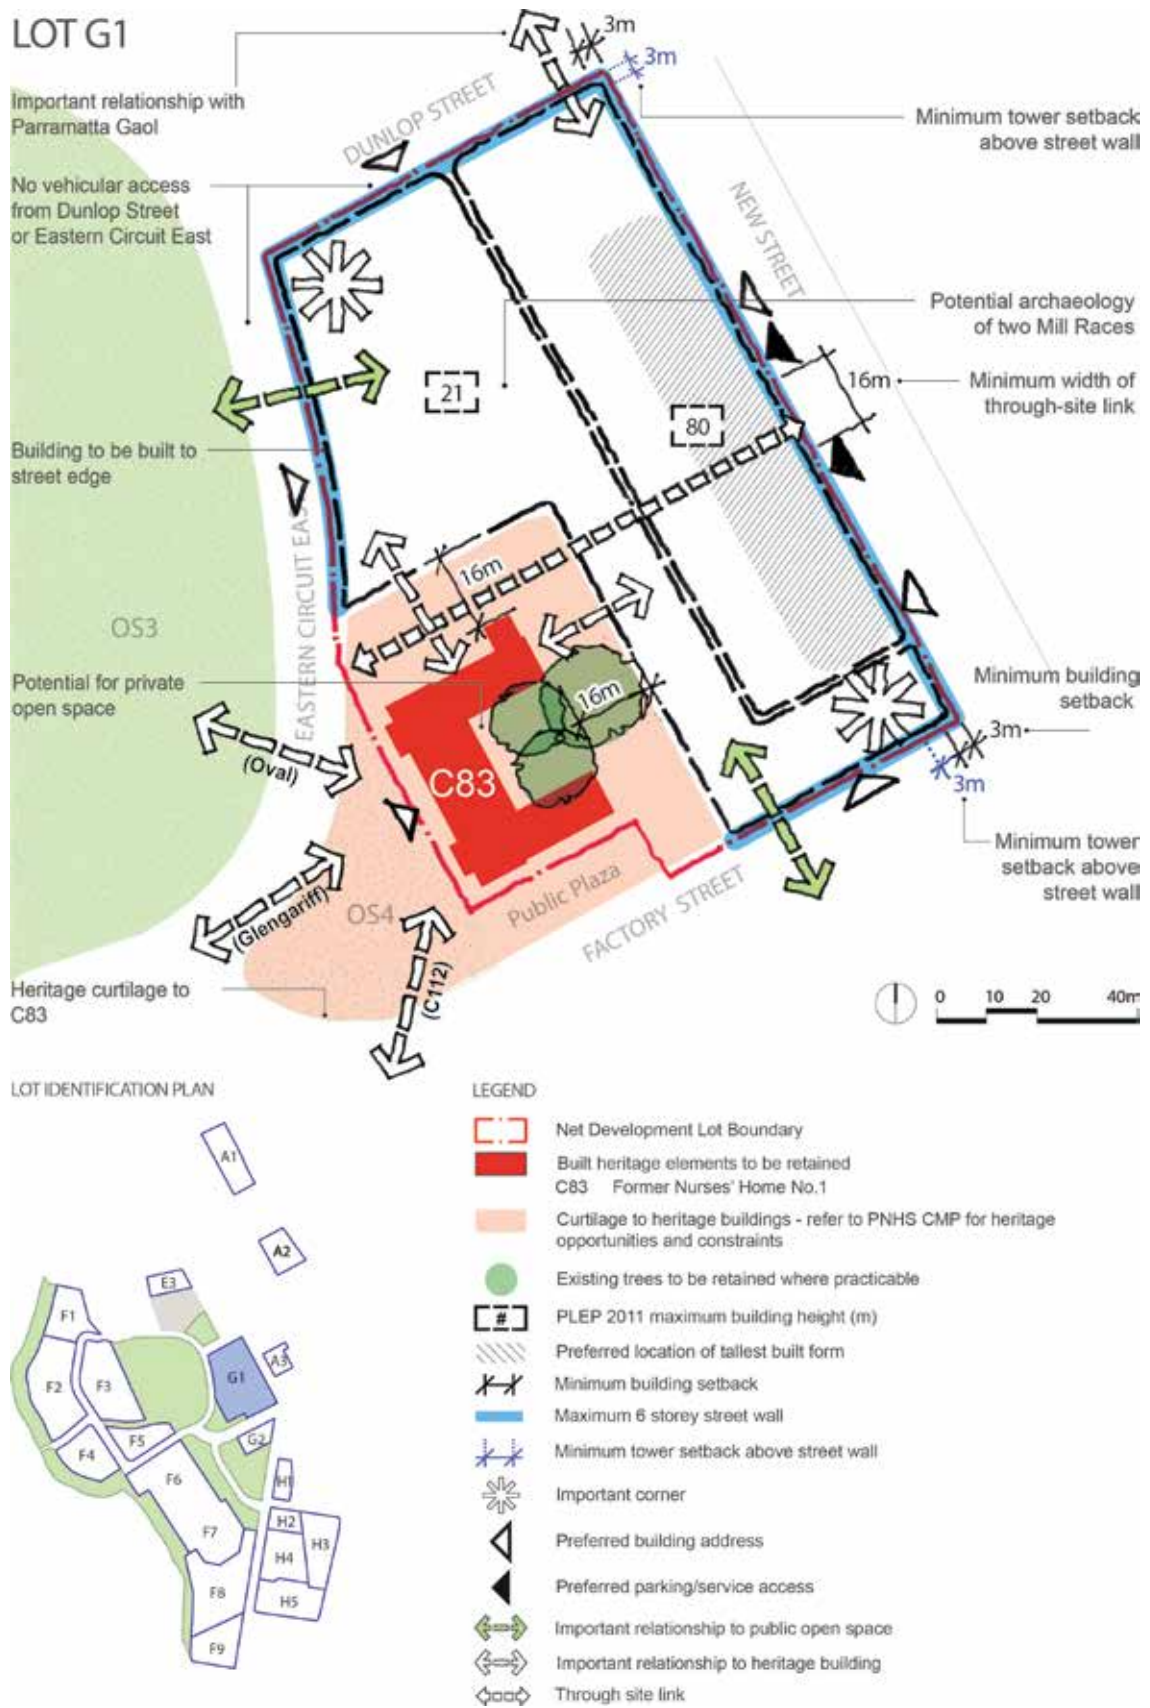 LOT G1
3m
3m
Important relationship with
Parramatta Gaol
DUNLOP STREET
Minimum tower setback
above street wall
No vehicular access
from Dunlop Street
or Eastern Circuit East
NEW STREET
Potential archaeology
of two Mill Races
21
16m
Minimum width of
through-site link
80
Building to be built to
street edge
EASTERN CIRCUIT EAS
16m
OS3
Potential for private
open space
16m
Minimum building
setback
3m
(Oval)
C83
3m
Minimum tower
setback above
street wall
Public Plaza
OS4
(Glengariff)
FACTORY STREET
(C112)
Heritage curtilage to
C83
0 10 20 40m
LOT IDENTIFICATION PLAN
A1
A2
E3
F1
A3
G1
F2
F3
F5
G2
F4
F6
H1
H2
F7
H3
H4
F8
H5
F9
LEGEND
Net Development Lot Boundary
Built heritage elements to be retained
C83 Former Nurses' Home No.1
Curtilage to heritage buildings - refer to PNHS CMP for heritage
opportunities and constraints
Existing trees to be retained where practicable
# PLEP 2011 maximum building height (m)
Preferred location of tallest built form
Minimum building setback
Maximum 6 storey street wall
Minimum tower setback above street wall
Important corner
Preferred building address
Preferred parking/service access
Important relationship to public open space
Important relationship to heritage building
Through site link